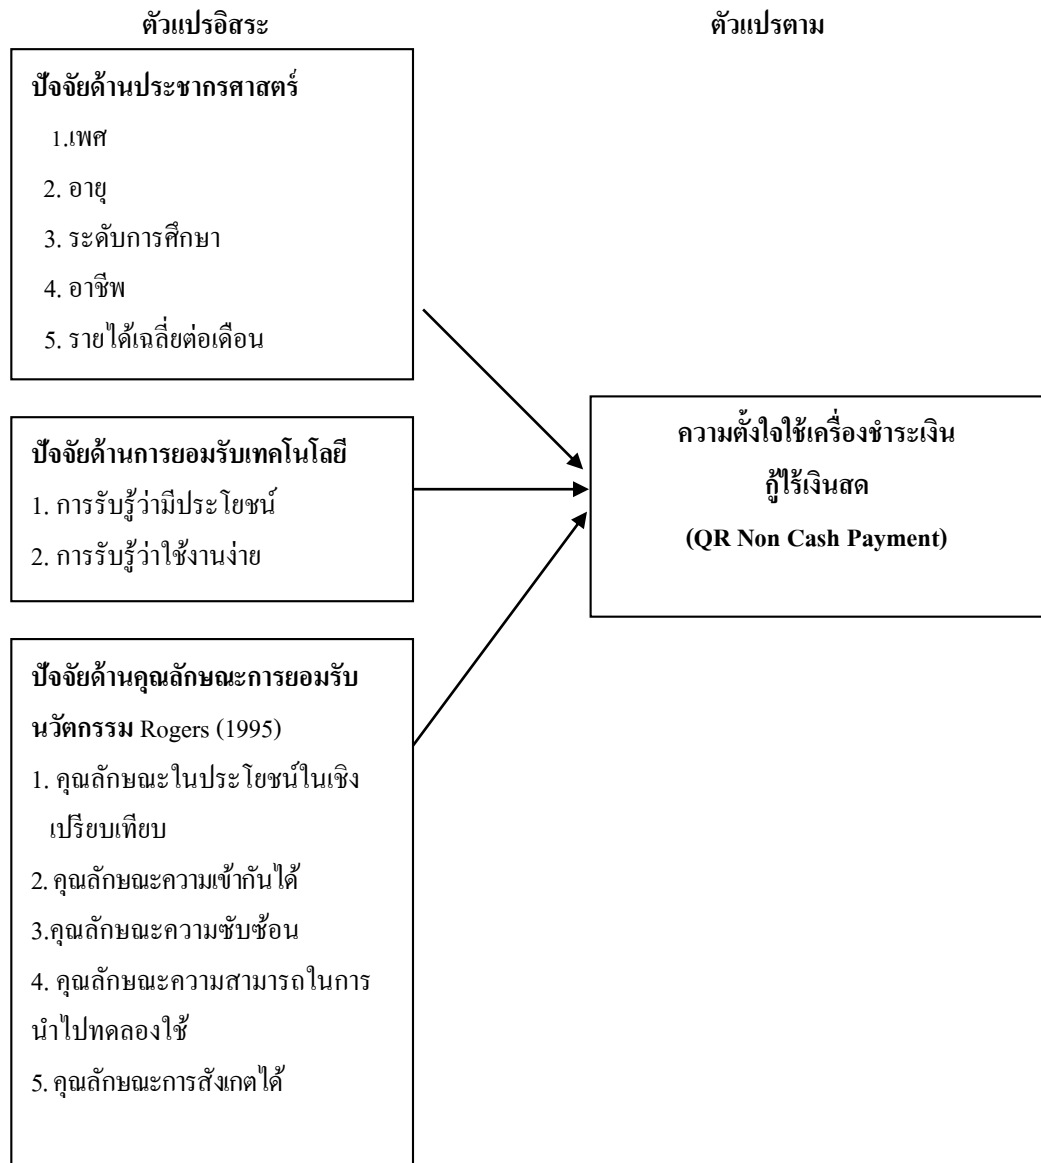 ตัวแปรอิสระ
ตัวแปรตาม
ปัจจัยด้านประชากรศาสตร์
1.เพศ
2. อายุ
3. ระดับการศึกษา
4. อาชีพ
5. รายได้เฉลี่ยต่อเดือน
ปัจจัยด้านการยอมรับเทคโนโลยี
1. การรับรู้ว่ามีประโยชน์
2. การรับรู้ว่าใช้งานง่าย
ปัจจัยด้านคุณลักษณะการยอมรับ
นวัตกรรม Rogers (1995)
1. คุณลักษณะในประโยชน์ในเชิง
เปรียบเทียบ
2. คุณลักษณะความเข้ากันได้
3.คุณลักษณะความซับซ้อน
4. คุณลักษณะความสามารถในการ
นำไปทดลองใช้
5. คุณลักษณะการสังเกตได้
ความตั้งใจใช้เครื่องชำระเงิน
กู้ไร้เงินสด
(QR Non Cash Payment)